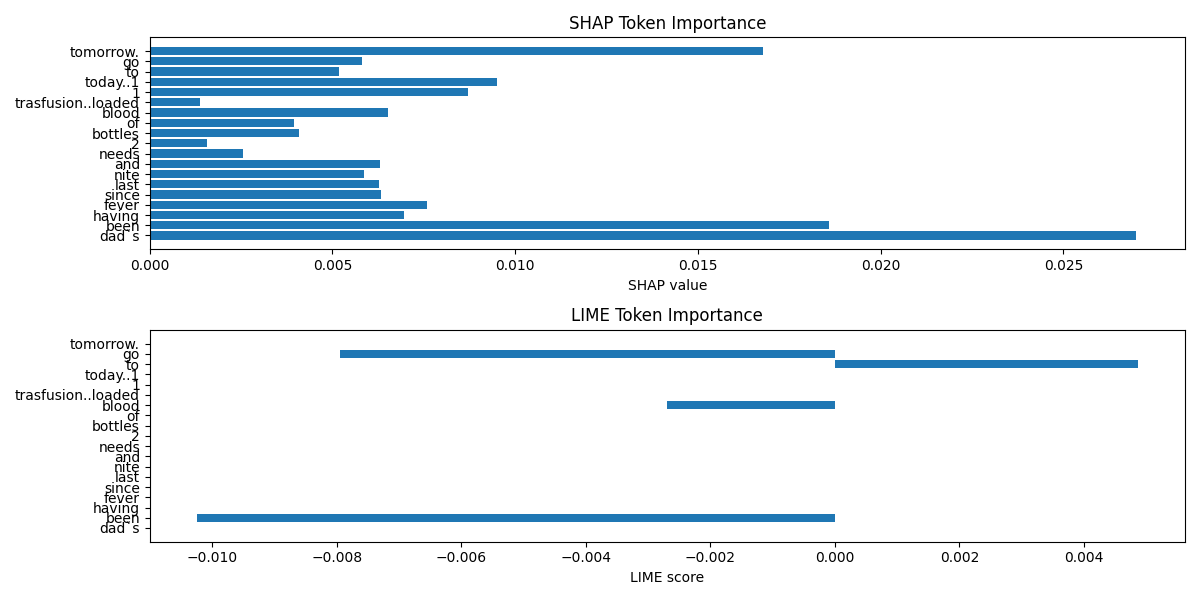 SHAP Token Importance
tomorrow.
go
to
today..1
1
trasfusion..loaded
blood
of
bottles
2
needs
and
nite
last
since
fever
having
been
dad`s
0.000 0.005 0.010 0.015 0.020 0.025
SHAP value
LIME Token Importance
tomorrow.
go
to
today..1
1
trasfusion..loaded
blood
of
bottles
2
needs
and
nite
last
since
fever
having
been
dad`s
−0.010 −0.008 −0.006 −0.004 −0.002 0.000 0.002 0.004
LIME score